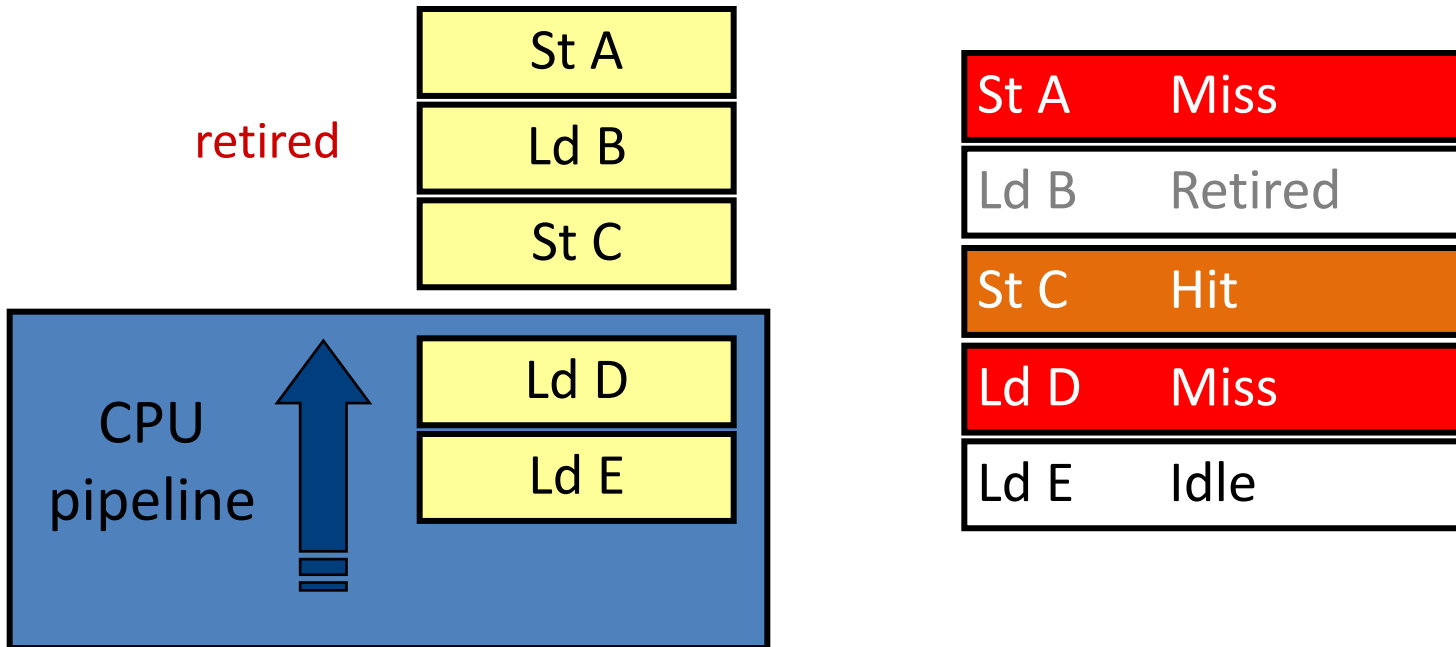 St A
Ld B
St C
retired
Ld D
Ld E
CPU
pipeline
St A Miss
Ld B Retired
St C Hit
Ld D Miss
Ld E Idle